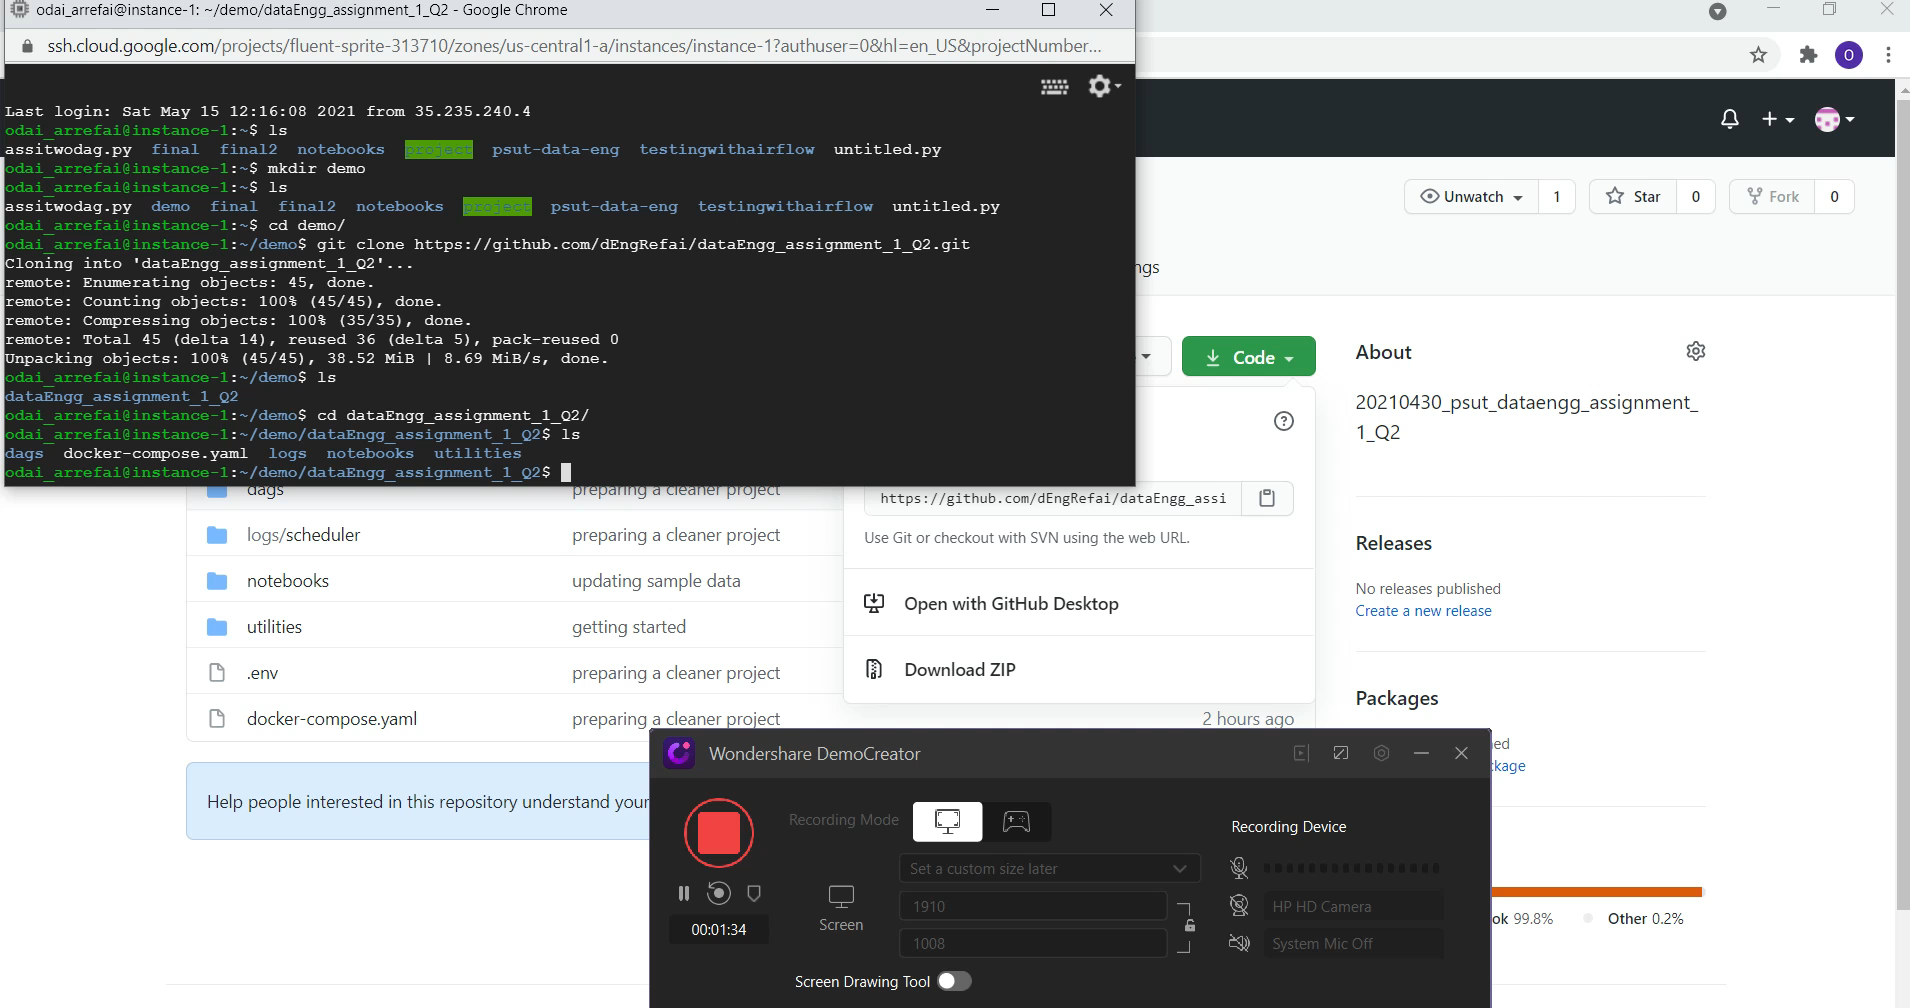 odai_arrefai@instance-1: ~/demo/dataEngg_assignment_1_Q2 - Google Chrome
ssh.cloud.google.com/projects/fluent-sprite-313710/zones/us-central1-a/instances/instance-1?authuser=0&hl=en_US&projectNumber...
O
Last login: Sat May 15 12:16:08 2021 from 35.235.240.4
odai_arrefai@instance-1:~$ ls
assitwodag.py final final2 notebooks project psut-data-eng testingwithairflow untitled.py
odai_arrefai@instance-1:~$ mkdir demo
odai_arrefai@instance-1:~$ ls
assitwodag.py demo final final2 notebooks project psut-data-eng testingwithairflow untitled.py
odai_arrefai@instance-1:~$ cd demo/
odai_arrefai@instance-1:~/demo$ git clone https://github.com/dEngRefai/dataEngg_assignment_1_Q2.git
Cloning into 'dataEngg_assignment_1_Q2'...
remote: Enumerating objects: 45, done.
remote: Counting objects: 100% (45/45), done.
remote: Compressing objects: 100% (35/35), done.
remote: Total 45 (delta 14), reused 36 (delta 5), pack-reused 0
Unpacking objects: 100% (45/45), 38.52 MiB | 8.69 MiB/s, done.
odai_arrefai@instance-1:~/demo$ ls
dataEngg_assignment_1_Q2
odai_arrefai@instance-1:~/demo$ cd dataEngg_assignment_1_Q2/
odai_arrefai@instance-1:~/demo/dataEngg_assignment_1_Q2$ ls
dags docker-compose.yaml logs notebooks utilities
odai_arrefai@instance-1:~/demo/dataEngg_assignment_1_Q2$
Unwatch 1 Star 0 Fork 0
ngs
Code
About
20210430_psut_dataengg_assignment_
1_Q2
dags preparing a cleaner project
logs/scheduler preparing a cleaner project
notebooks updating sample data
utilities getting started
.env preparing a cleaner project
docker-compose.yaml preparing a cleaner project 2 hours ago
https://github.com/dEngRefai/dataEngg_assi
Use Git or checkout with SVN using the web URL.
Open with GitHub Desktop
Download ZIP
Releases
No releases published
Create a new release
Packages
ed
kage
Help people interested in this repository understand your
ok 99.8% Other 0.2%
Wondershare DemoCreator
Recording Mode
Recording Device
Set a custom size later
1910
1008
Screen
00:01:34
HP HD Camera
System Mic Off
Screen Drawing Tool